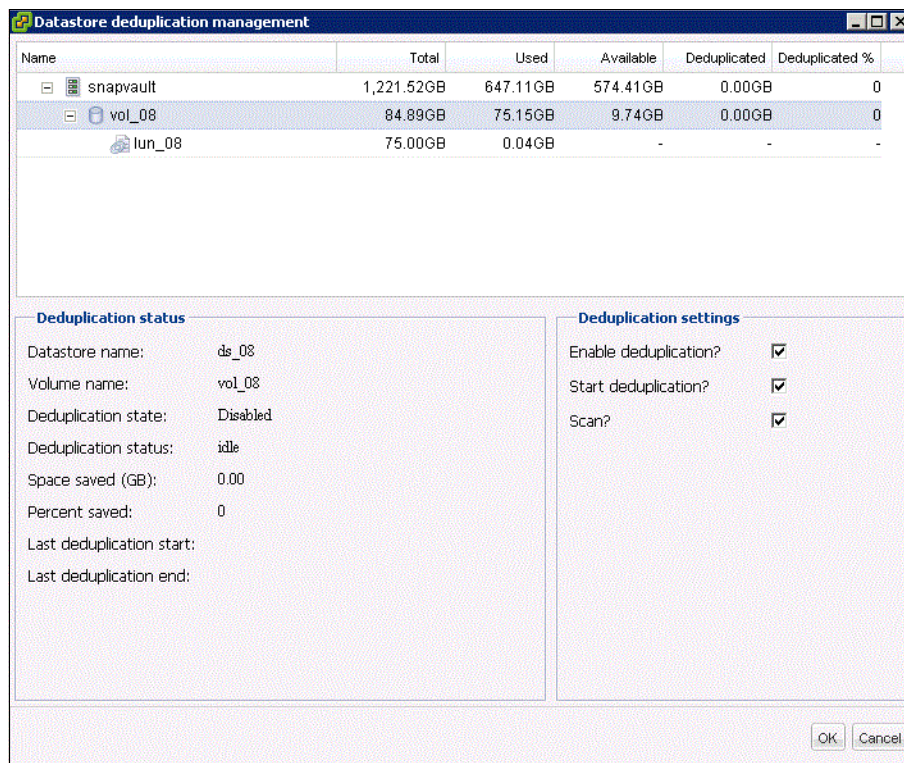 Datastore deduplication management
Name Total Used Available Deduplicated Deduplicated %
snapvault 1,221.52GB 647.11GB 574.41GB 0.00GB 0
vol_08 84.89GB 75.15GB 9.74GB 0.00GB 0
lun_08 75.00GB 0.04GB - - -
Deduplication status
Datastore name: ds_08
Volume name: vol_08
Deduplication state: Disabled
Deduplication status: idle
Space saved (GB): 0.00
Percent saved: 0
Last deduplication start:
Last deduplication end:
Deduplication settings
Enable deduplication?
Start deduplication?
Scan?
OK Cancel